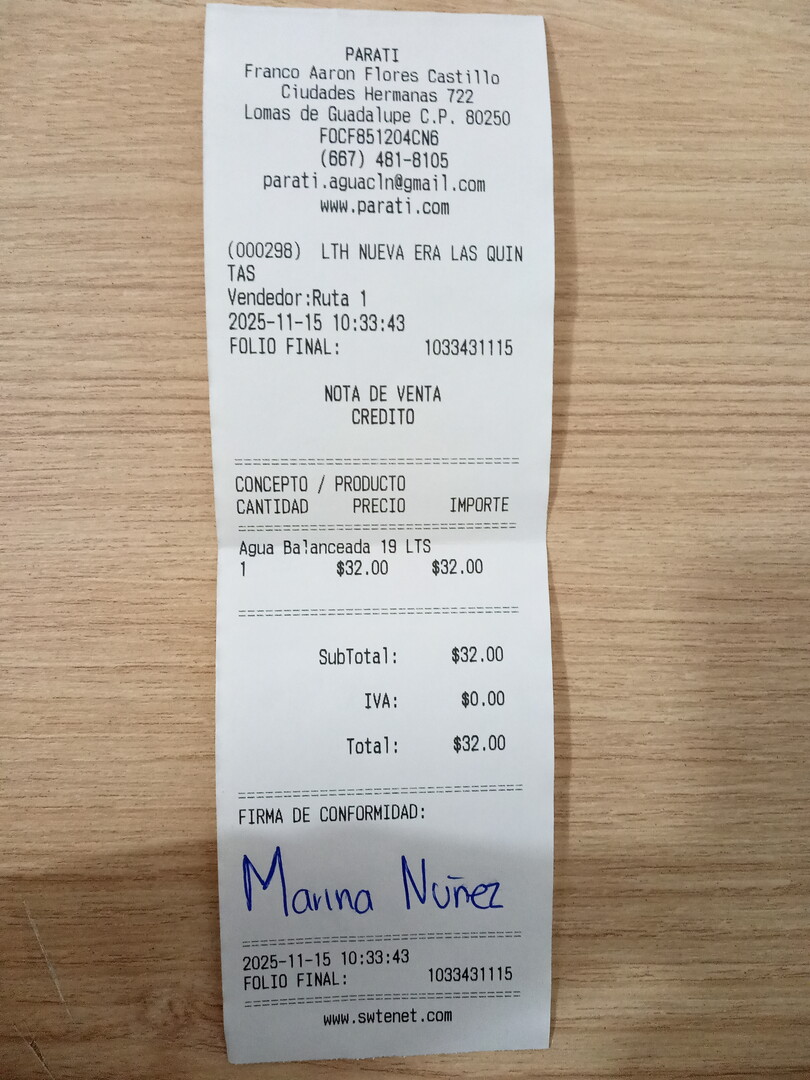 PARATI
Franco Aaron Flores Castillo
Ciudades Hermanas 722
Lomas de Guadalupe C.P. 80250
FOCF851204CN6
(667) 481-8105
parati.aguacln@gmail.com
www.parati.com
(000298) LTH NUEVA ERA LAS QUIN
TAS
Vendedor:Ruta 1
2025-11-15 10:33:43
FOLIO FINAL: 1033431115
NOTA DE VENTA
CREDITO
================================
CONCEPTO / PRODUCTO
CANTIDAD PRECIO IMPORTE
================================
Agua Balanceada 19 LTS
1 $32.00 $32.00
================================
SubTotal: $32.00
IVA: $0.00
Total: $32.00
================================
FIRMA DE CONFORMIDAD:
Marina Nuñez
================================
2025-11-15 10:33:43
FOLIO FINAL: 1033431115
================================
www.swtenet.com